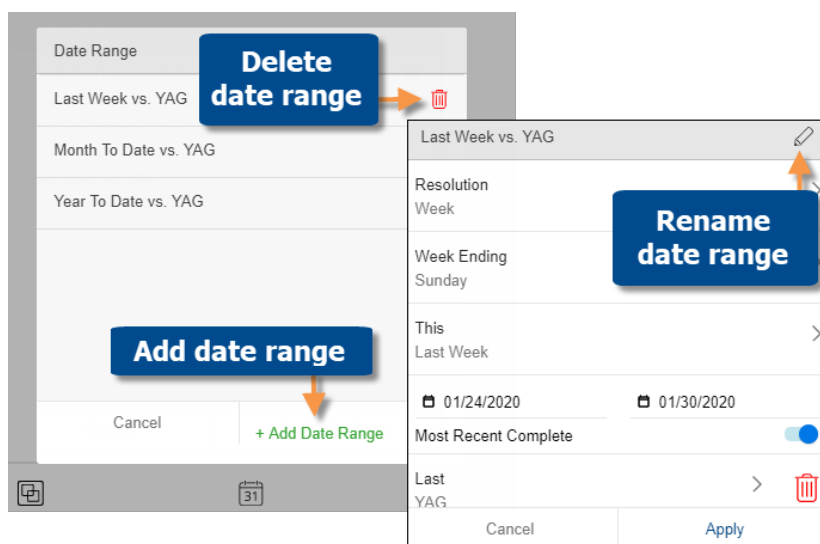 Date Range
Delete
date range
Last Week vs. YAG
Month To Date vs. YAG
Year To Date vs. YAG
Add date range
Cancel
+ Add Date Range
31
Last Week vs. YAG
Resolution
Week
Rename
date range
Week Ending
Sunday
This
Last Week
01/24/2020
01/30/2020
Most Recent Complete
Last
YAG
Cancel
Apply